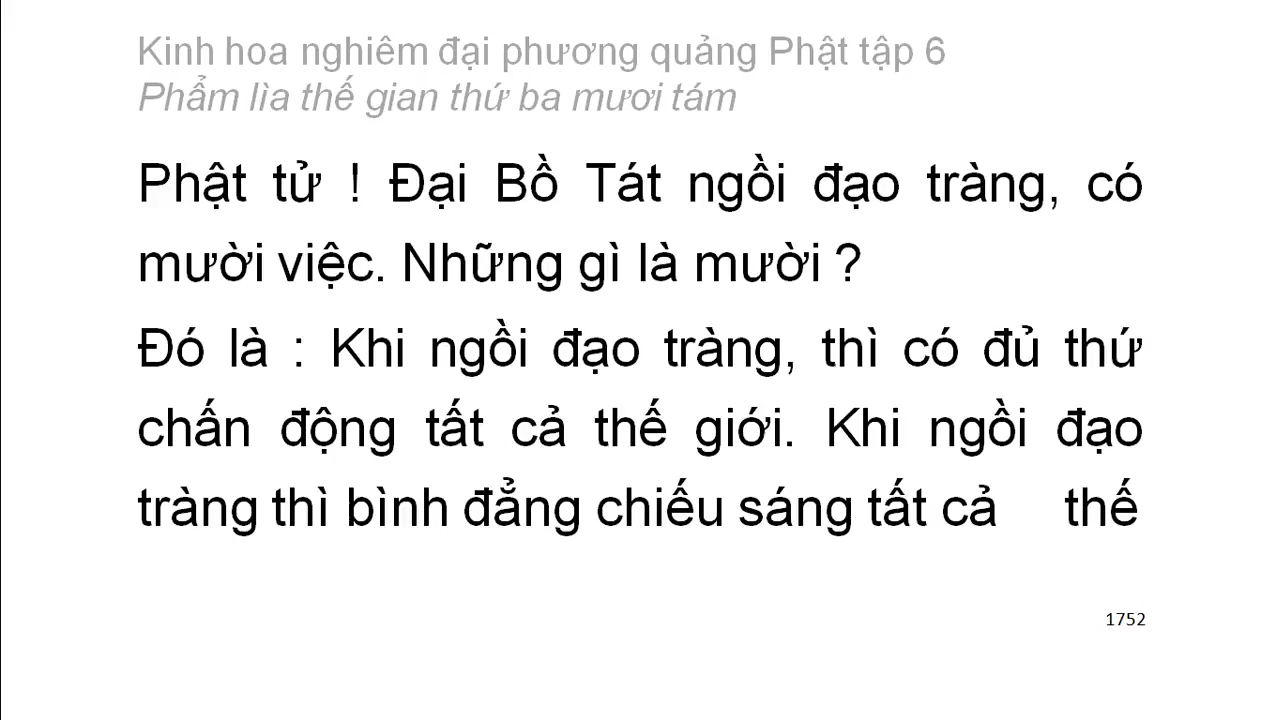 Kinh hoa nghiêm đại phương quảng Phật tập 6
Phẩm lìa thế gian thứ ba mươi tám
Phật tử ! Đại Bồ Tát ngồi đạo tràng, có
mười việc. Những gì là mười ?
Đó là : Khi ngồi đạo tràng, thì có đủ thứ
chấn động tất cả thế giới. Khi ngồi đạo
tràng thì bình đẳng chiếu sáng tất cả thế
1752